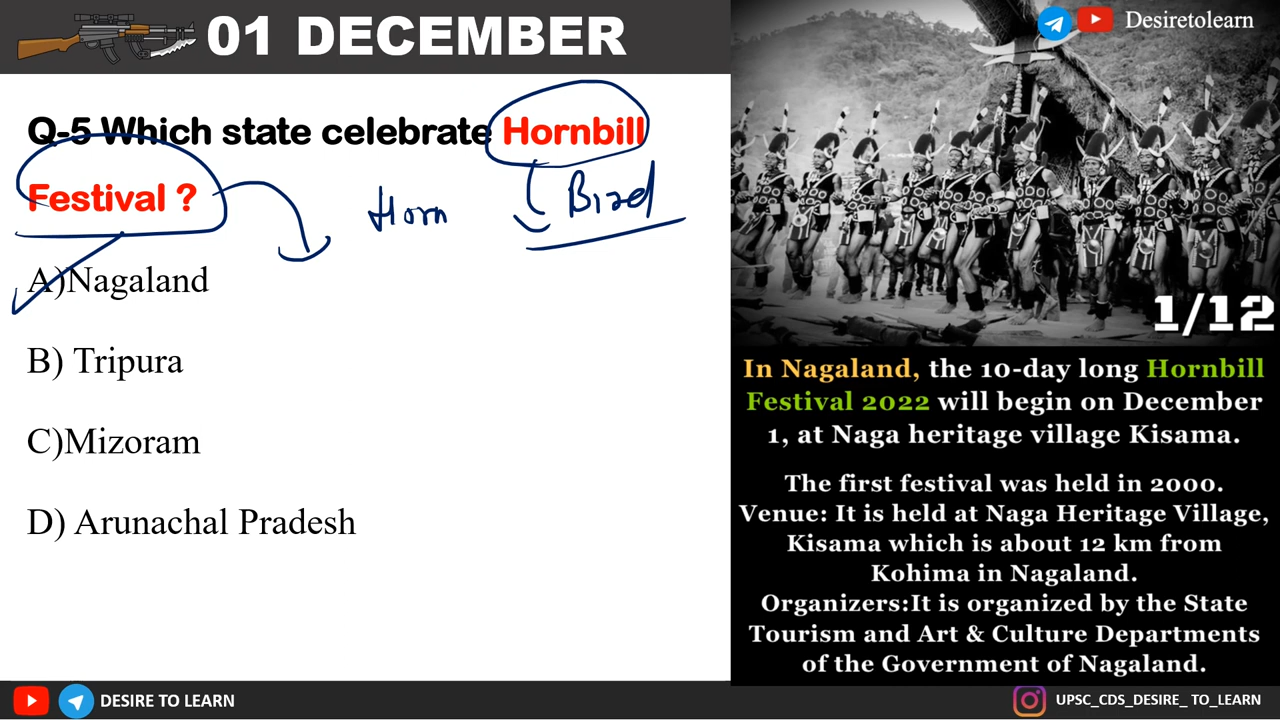 01 DECEMBER
Desiretolearn
Q-5 Which state celebrate Hornbill
Festival ?
Horn
Bird
A)Nagaland
B) Tripura
C)Mizoram
D) Arunachal Pradesh
1/12
In Nagaland, the 10-day long Hornbill
Festival 2022 will begin on December
1, at Naga heritage village Kisama.
The first festival was held in 2000.
Venue: It is held at Naga Heritage Village,
Kisama which is about 12 km from
Kohima in Nagaland.
Organizers:It is organized by the State
Tourism and Art & Culture Departments
of the Government of Nagaland.
DESIRE TO LEARN
UPSC_CDS_DESIRE_ TO_LEARN